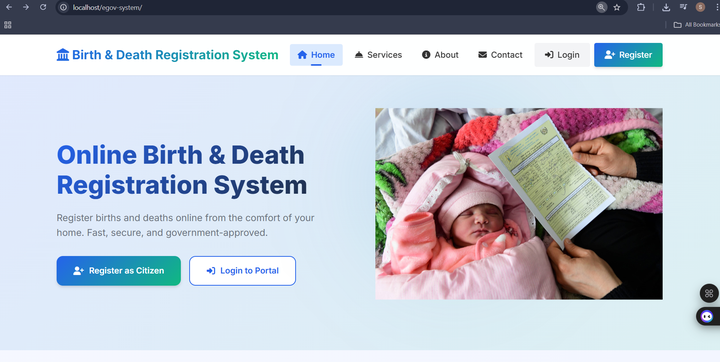 localhost/egov-system/
S
All Bookmarks
Birth & Death Registration System
Home
Services
About
Contact
Login
Register
Online Birth & Death
Registration System
Register births and deaths online from the comfort of your
home. Fast, secure, and government-approved.
Register as Citizen
Login to Portal